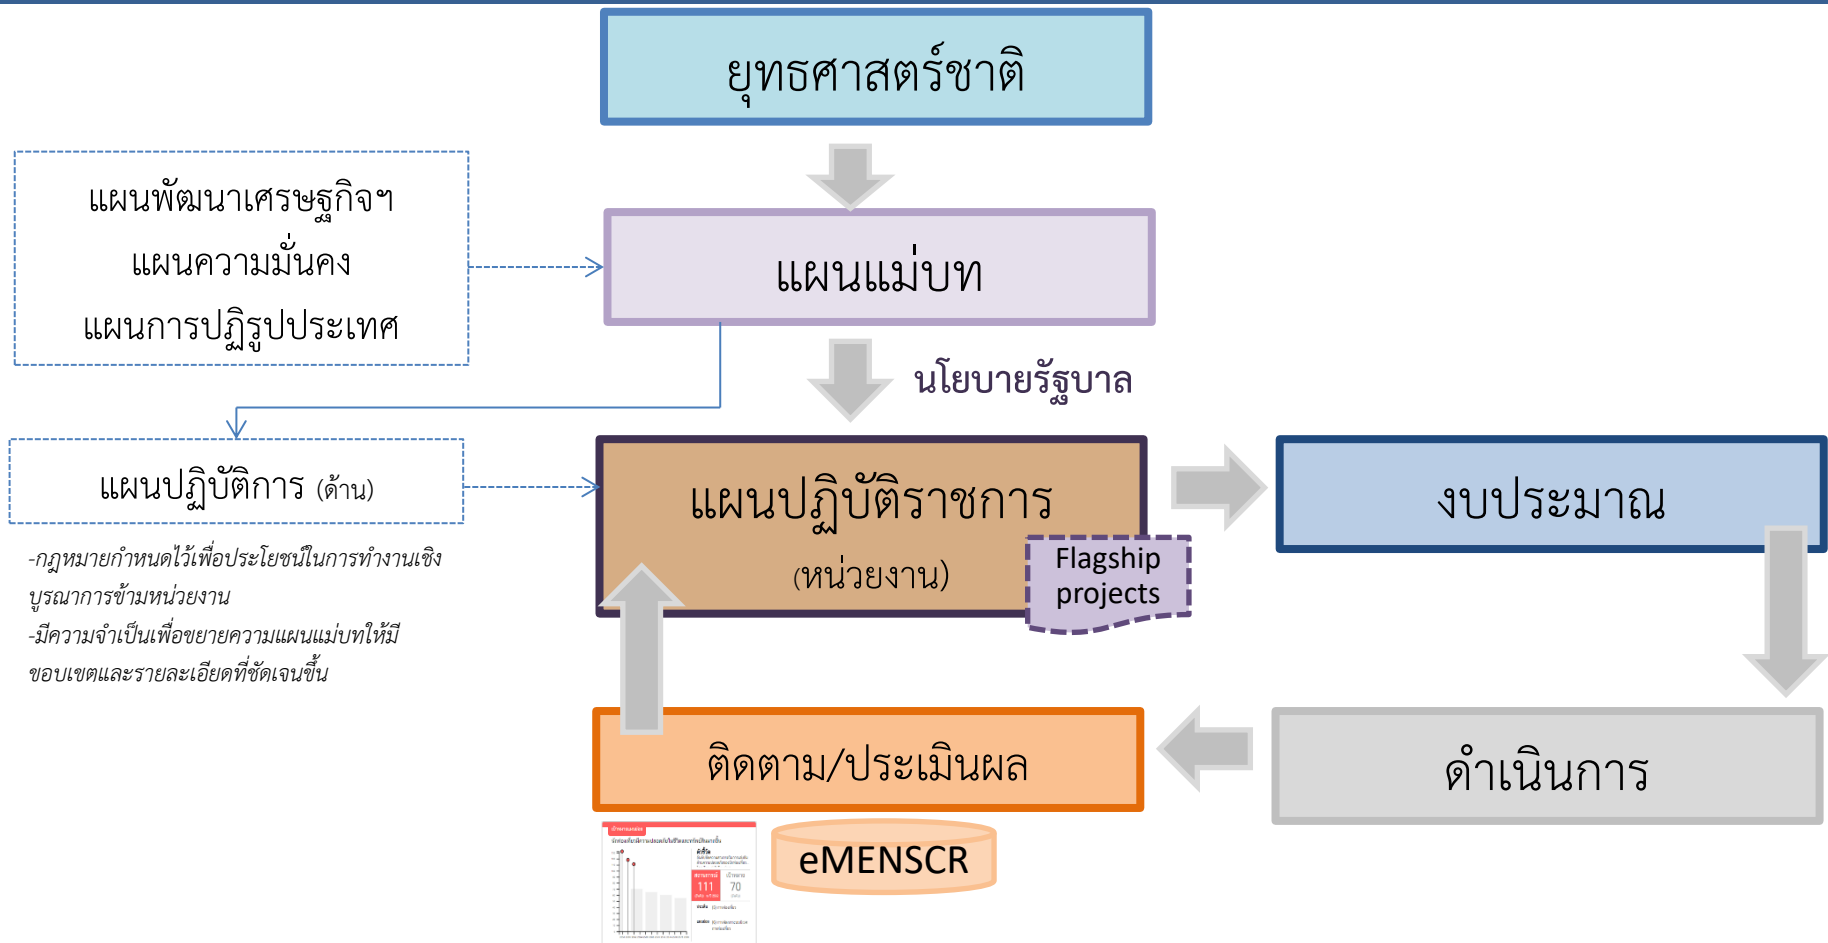 ยุทธศาสตร์ชาติ
แผนพัฒนาเศรษฐกิจฯ
แผนความมั่นคง
แผนการปฏิรูปประเทศ
แผนแม่บท
นโยบายรัฐบาล
แผนปฏิบัติการ (ด้าน)
-กฎหมายกำหนดไว้เพื่อประโยชน์ในการทำงานเชิง
บูรณาการข้ามหน่วยงาน
-มีความจำเป็นเพื่อขยายความแผนแม่บทให้มี
ขอบเขตและรายละเอียดที่ชัดเจนขึ้น
แผนปฏิบัติราชการ
(หน่วยงาน)
Flagship
projects
งบประมาณ
ติดตาม/ประเมินผล
ดำเนินการ
eMENSCR
111
70